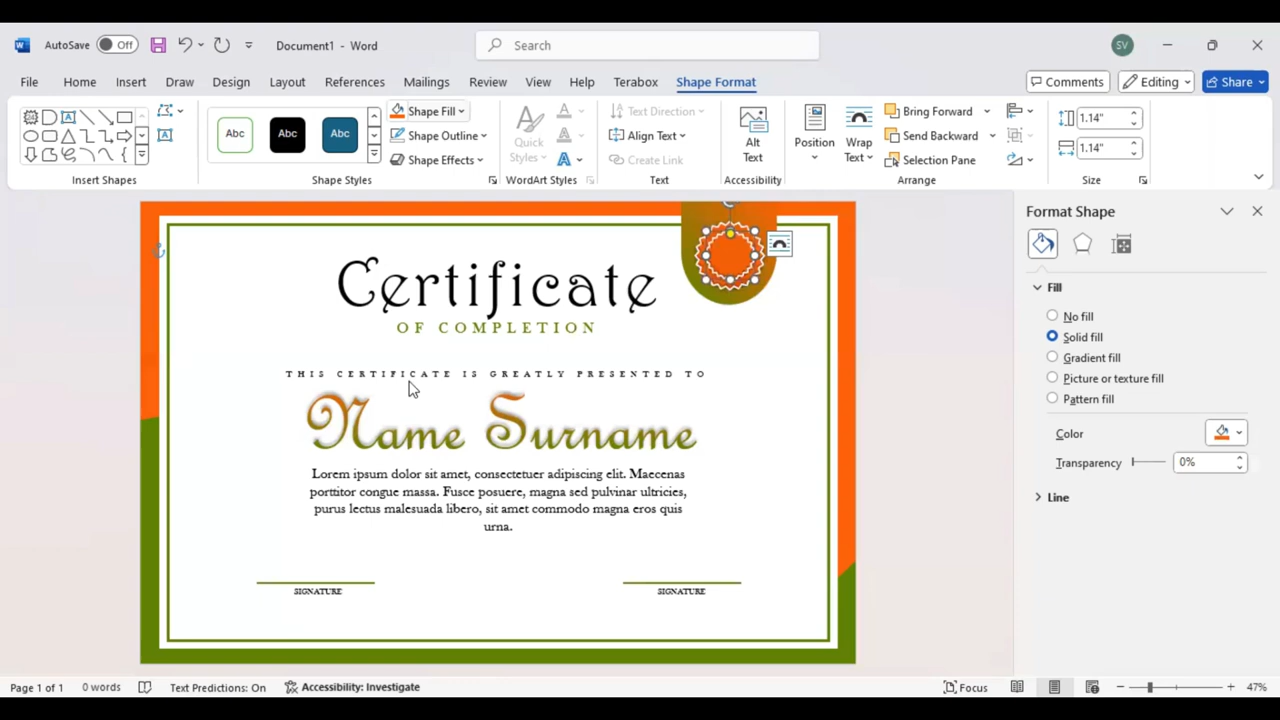 AutoSave Off Document1 - Word Search SV
File Home Insert Draw Design Layout References Mailings Review View Help Terabox Shape Format Comments Editing Share
Abc Abc Abc
Shape Fill
Shape Outline
Shape Effects
Quick
Styles
Text Direction
Align Text
Create Link
Alt
Text
Position
Wrap
Text
Bring Forward
Send Backward
Selection Pane
1.14"
1.14"
Insert Shapes Shape Styles WordArt Styles Text Accessibility Arrange Size
Certificate
OF COMPLETION
THIS CERTIFICATE IS GREATLY PRESENTED TO
Name Surname
Lorem ipsum dolor sit amet, consectetuer adipiscing elit. Maecenas
porttitor congue massa. Fusce posuere, magna sed pulvinar ultricies,
purus lectus malesuada libero, sit amet commodo magna eros quis
urna.
SIGNATURE SIGNATURE
Format Shape
Fill
No fill
Solid fill
Gradient fill
Picture or texture fill
Pattern fill
Color
Transparency 0%
Line
Page 1 of 1 0 words Text Predictions: On Accessibility: Investigate Focus 47%